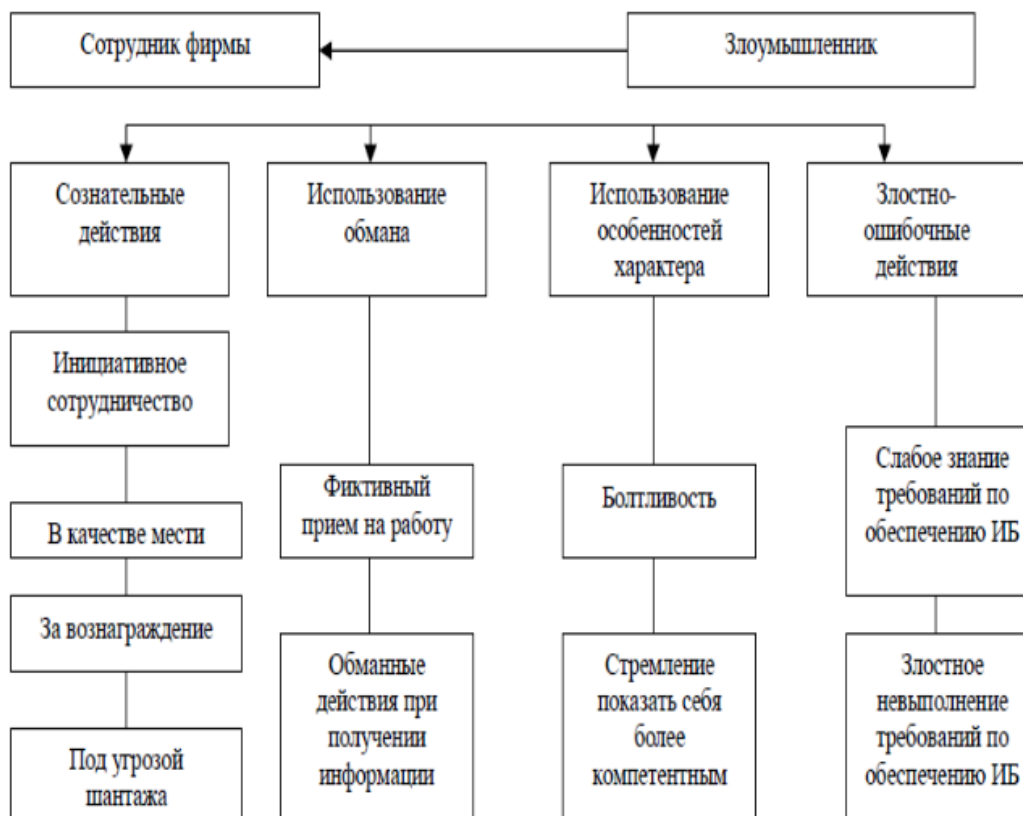 Сотрудник фирмы
Злоумышленник
Сознательные
действия
Использование
обмана
Использование
особенностей
характера
Злостно-
ошибочные
действия
Инициативное
сотрудничество
В качестве мести
За вознаграждение
Под угрозой
шантажа
Фиктивный
прием на работу
Обманные
действия при
получении
информации
Болтливость
Стремление
показать себя
более
компетентным
Слабое знание
требований по
обеспечению ИБ
Злостное
невыполнение
требований по
обеспечению ИБ